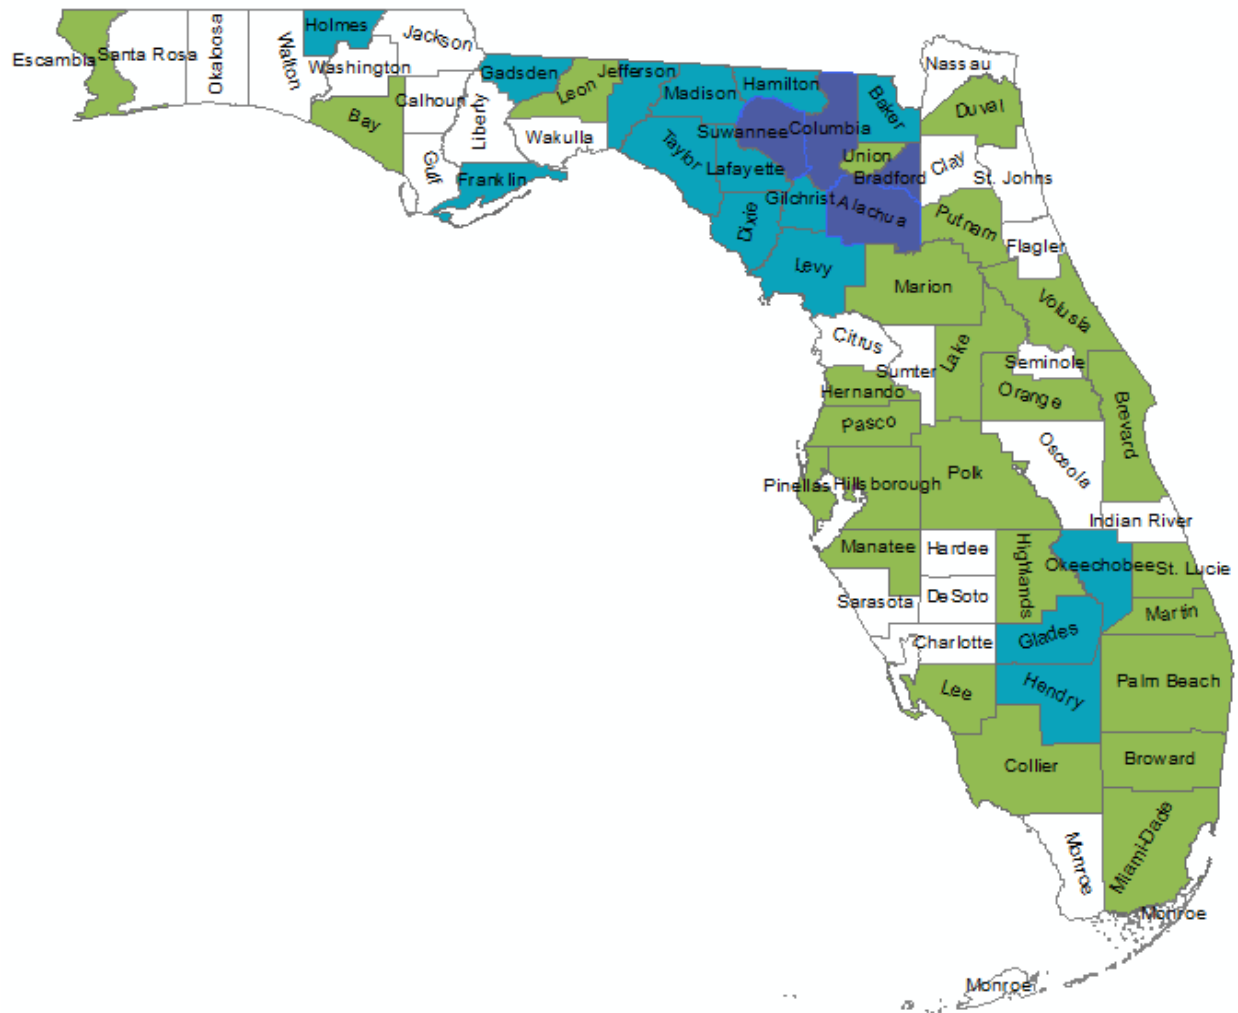 Escambia
Santa Rosa
Okaloosa
Walton
Holmes
Washington
Jackson
Bay
Calhoun
Gulf
Liberty
Gadsden
Franklin
Leon
Wakulla
Jefferson
Madison
Taylor
Hamilton
Suwannee
Lafayette
Dixie
Columbia
Gilchrist
Levy
Baker
Union
Bradford
Alachua
Nassau
Duval
Clay
St. Johns
Putnam
Flagler
Marion
Volusia
Citrus
Sumter
Lake
Seminole
Hernando
Orange
Brevard
Pasco
Osceola
Polk
Pinellas
Hillsborough
Indian River
Manatee
Hardee
Highlands
Okeechobee
St. Lucie
Sarasota
DeSoto
Martin
Charlotte
Glades
Lee
Hendry
Palm Beach
Collier
Broward
Miami-Dade
Monroe
Monroe
Monroe